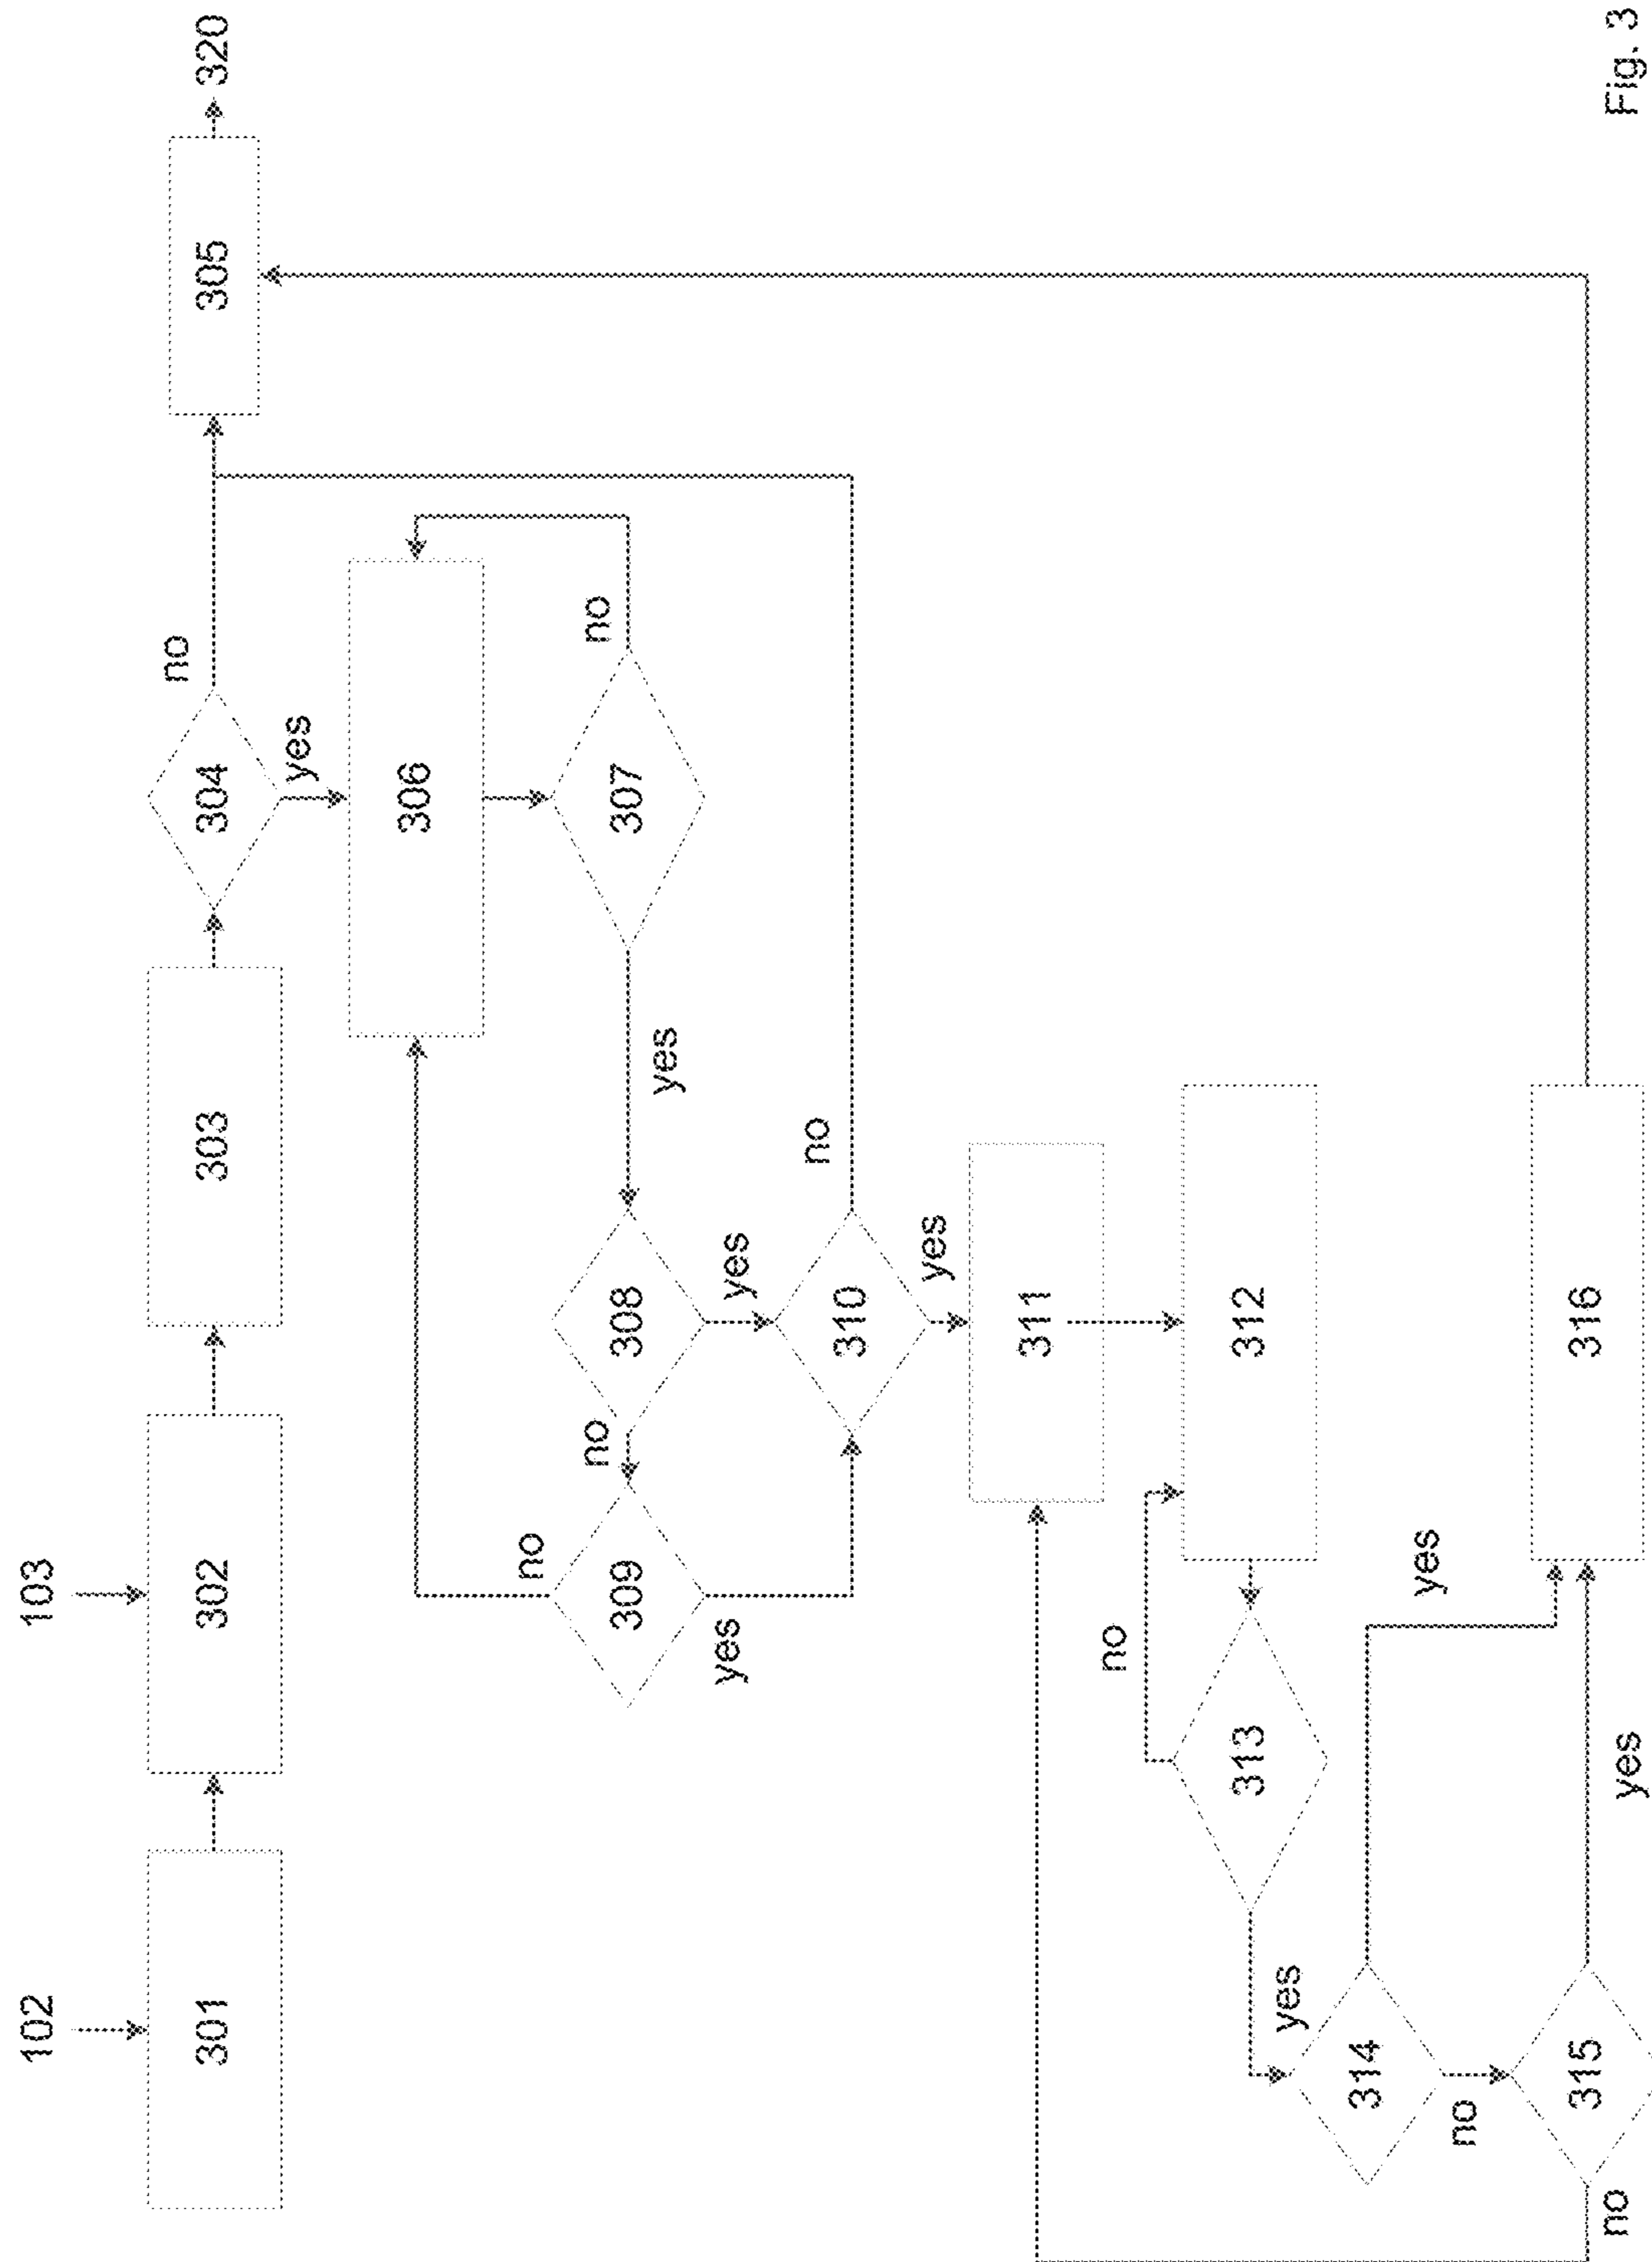 102
103
301
302
303
304
no
305
320
yes
306
307
no
yes
308
no
309
no
yes
yes
310
no
yes
311
312
no
313
yes
314
yes
no
315
yes
no
316
Fig. 3